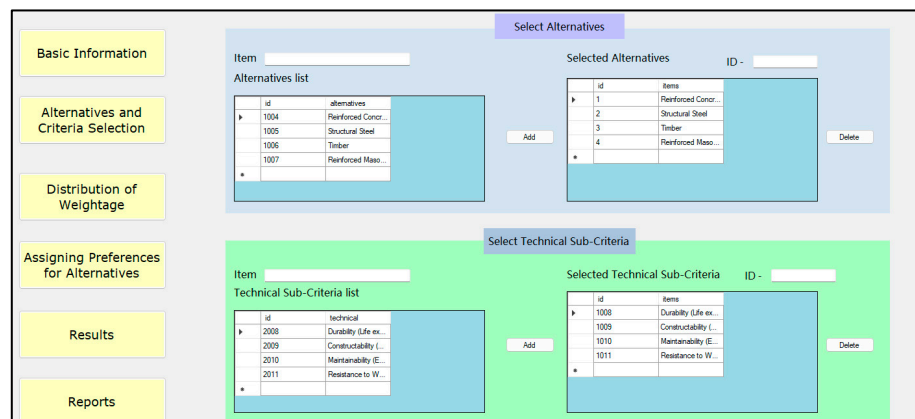 Basic Information
Alternatives and
Criteria Selection
Distribution of
Weightage
Assigning Preferences
for Alternatives
Results
Reports
Select Alternatives
Item
Alternatives list
id alternatives
1004 Reinforced Concr...
1005 Structural Steel
1006 Timber
1007 Reinforced Maso...
Add
Selected Alternatives ID -
id items
1 Reinforced Concr...
2 Structural Steel
3 Timber
4 Reinforced Maso...
Delete
Select Technical Sub-Criteria
Item
Technical Sub-Criteria list
id technical
2008 Durability (Life ex...
2009 Constructability (...
2010 Maintainability (E...
2011 Resistance to W...
Add
Selected Technical Sub-Criteria ID -
id items
1008 Durability (Life ex...
1009 Constructability (...
1010 Maintainability (E...
1011 Resistance to W...
Delete